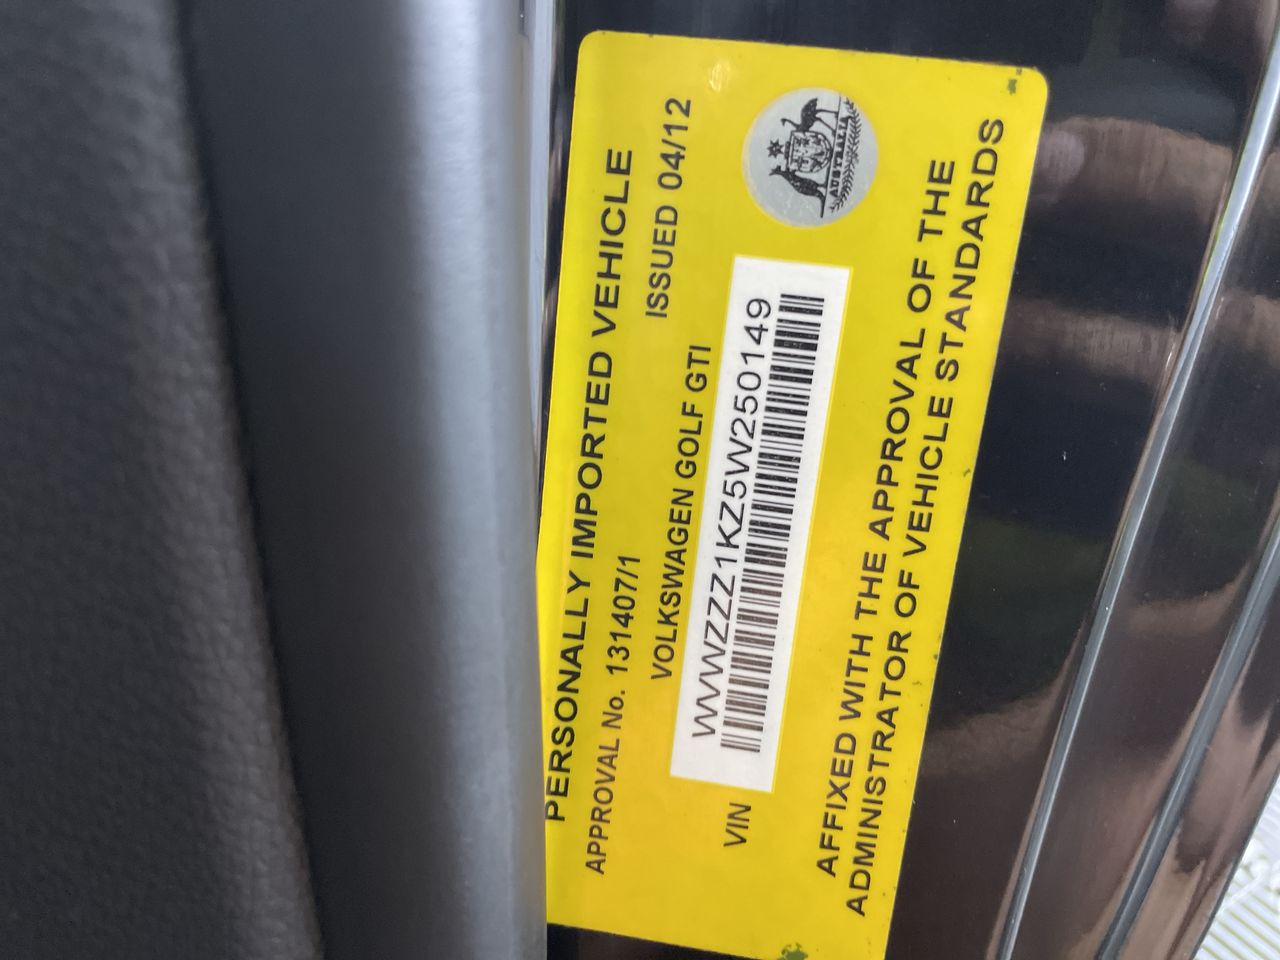 PERSONALLY IMPORTED VEHICLE
APPROVAL No. 131407/1
ISSUED 04/12
VOLKSWAGEN GOLF GTI
VIN
WVWZZZ1KZ5W250149
AUSTRALIA
AFFIXED WITH THE APPROVAL OF THE
ADMINISTRATOR OF VEHICLE STANDARDS